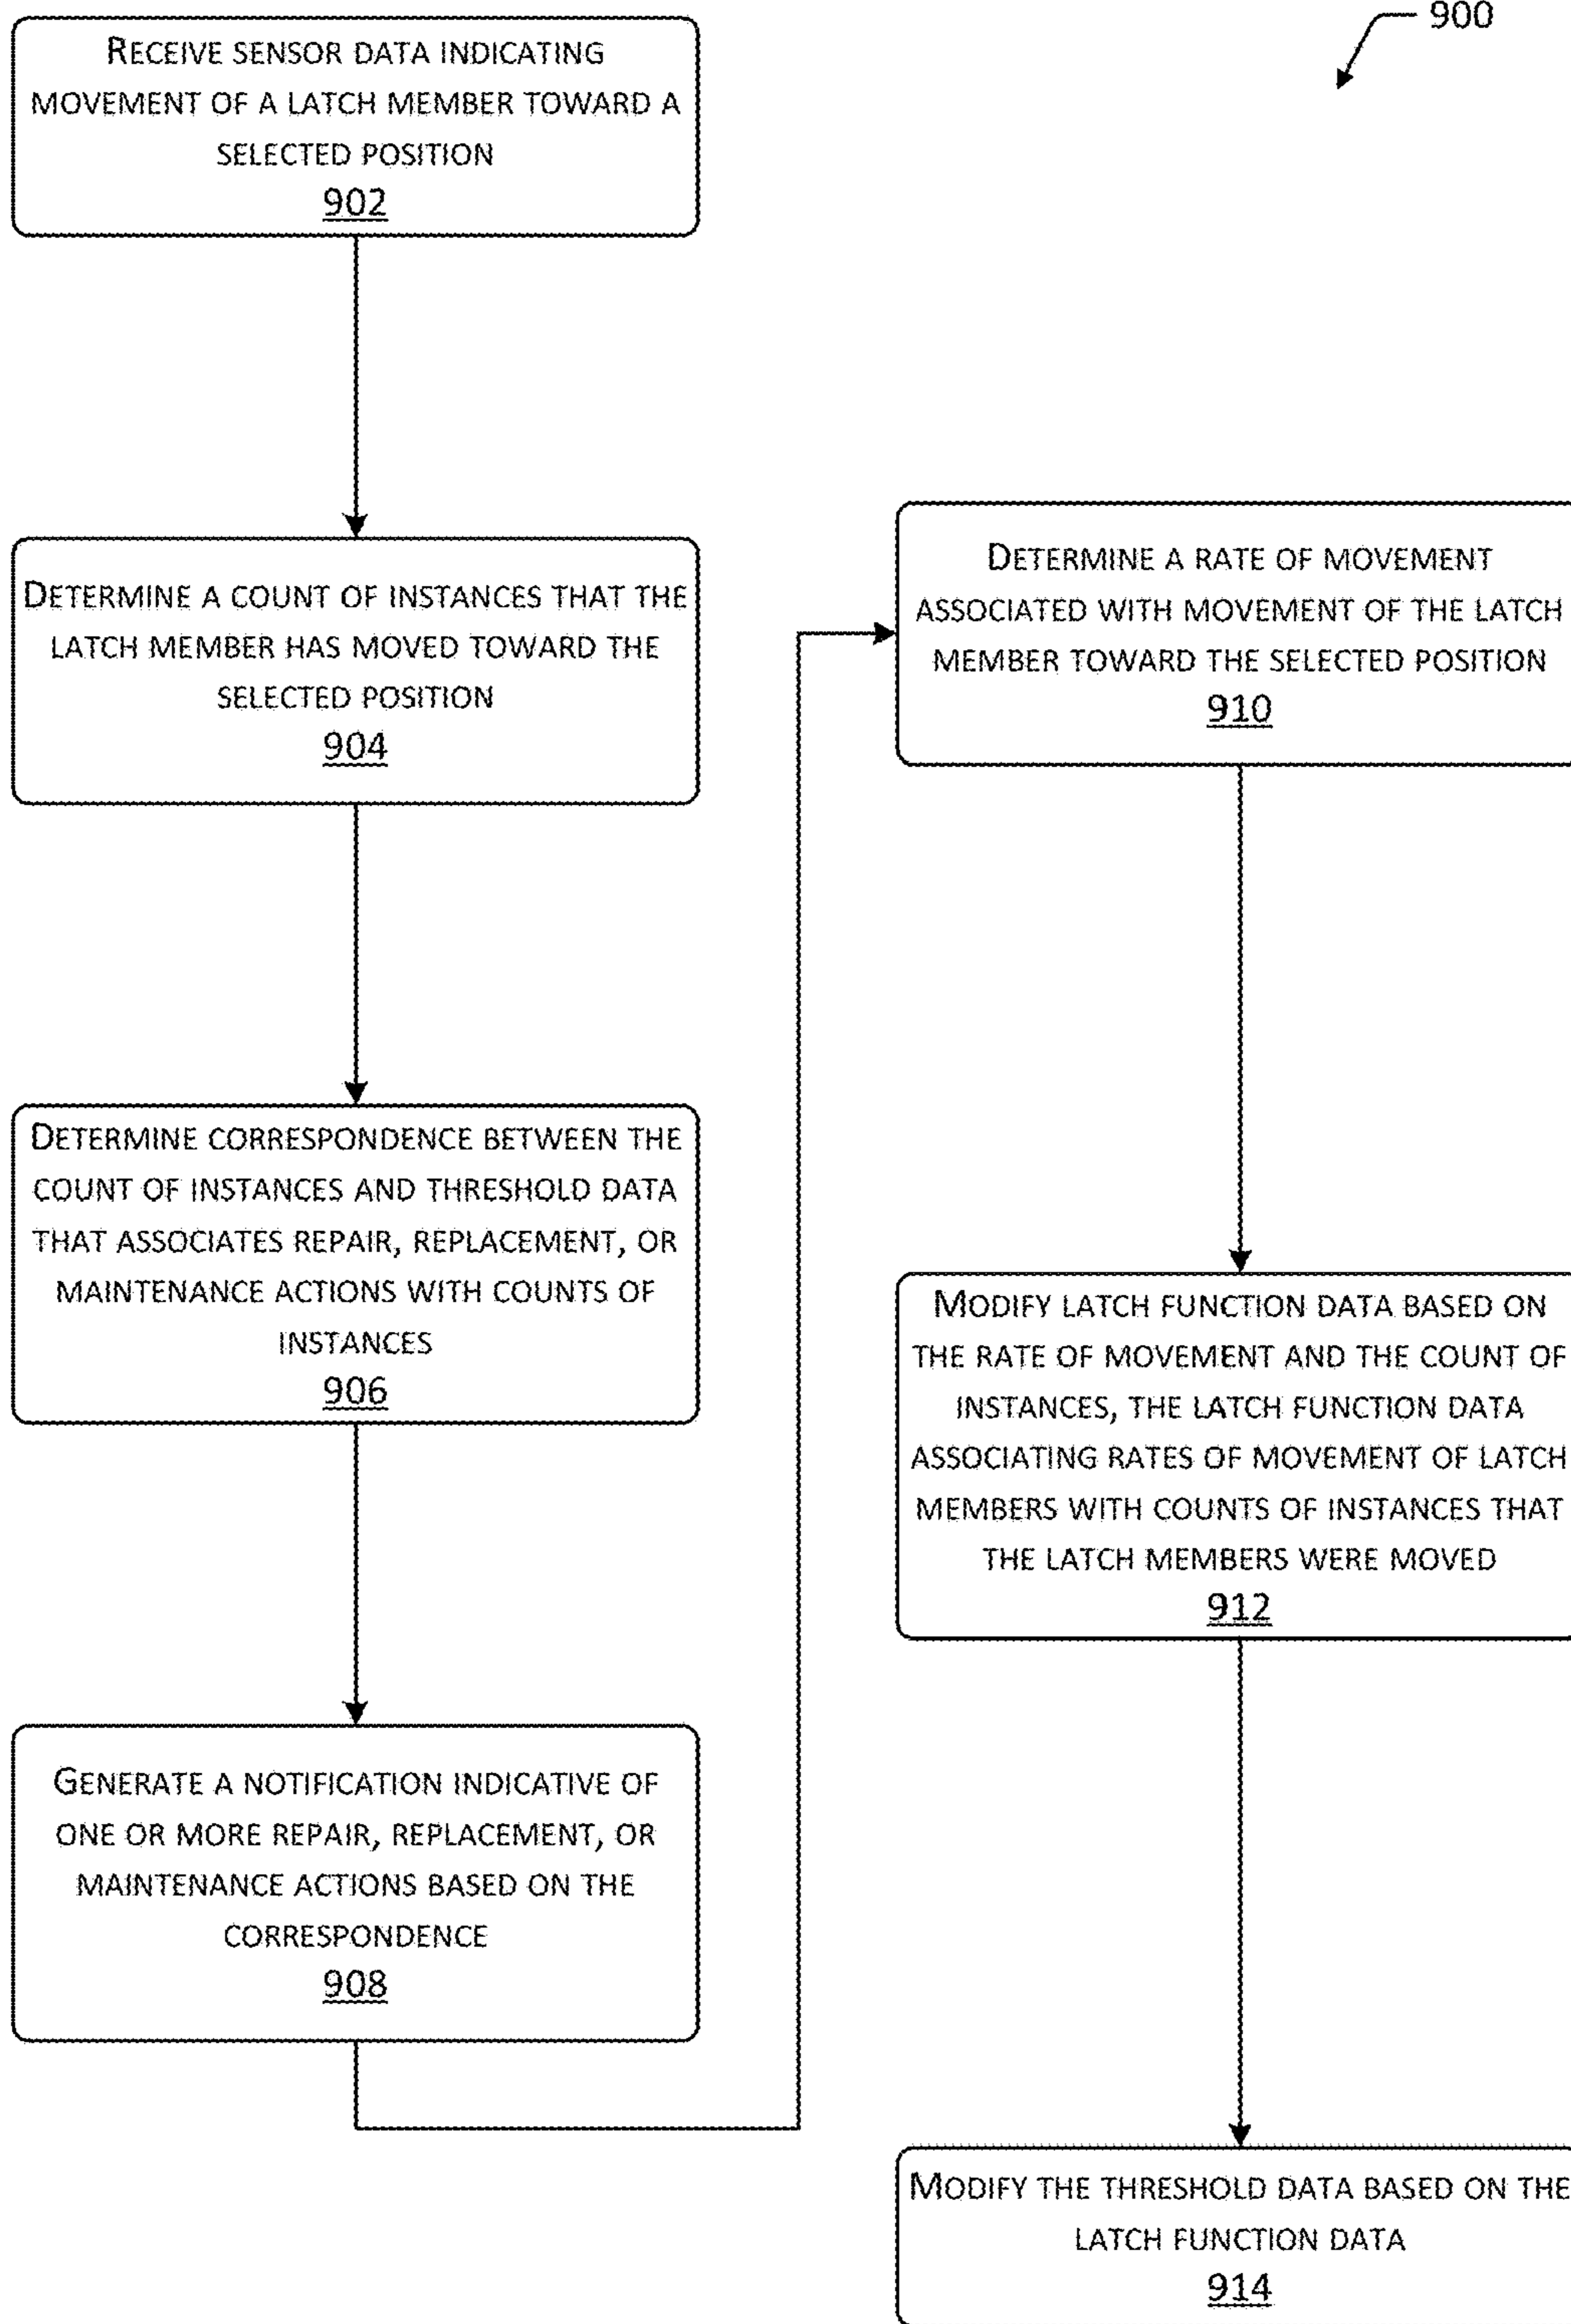 900
RECEIVE SENSOR DATA INDICATING
MOVEMENT OF A LATCH MEMBER TOWARD A
SELECTED POSITION
902
DETERMINE A COUNT OF INSTANCES THAT THE
LATCH MEMBER HAS MOVED TOWARD THE
SELECTED POSITION
904
DETERMINE CORRESPONDENCE BETWEEN THE
COUNT OF INSTANCES AND THRESHOLD DATA
THAT ASSOCIATES REPAIR, REPLACEMENT, OR
MAINTENANCE ACTIONS WITH COUNTS OF
INSTANCES
906
GENERATE A NOTIFICATION INDICATIVE OF
ONE OR MORE REPAIR, REPLACEMENT, OR
MAINTENANCE ACTIONS BASED ON THE
CORRESPONDENCE
908
DETERMINE A RATE OF MOVEMENT
ASSOCIATED WITH MOVEMENT OF THE LATCH
MEMBER TOWARD THE SELECTED POSITION
910
MODIFY LATCH FUNCTION DATA BASED ON
THE RATE OF MOVEMENT AND THE COUNT OF
INSTANCES, THE LATCH FUNCTION DATA
ASSOCIATING RATES OF MOVEMENT OF LATCH
MEMBERS WITH COUNTS OF INSTANCES THAT
THE LATCH MEMBERS WERE MOVED
912
MODIFY THE THRESHOLD DATA BASED ON THE
LATCH FUNCTION DATA
914